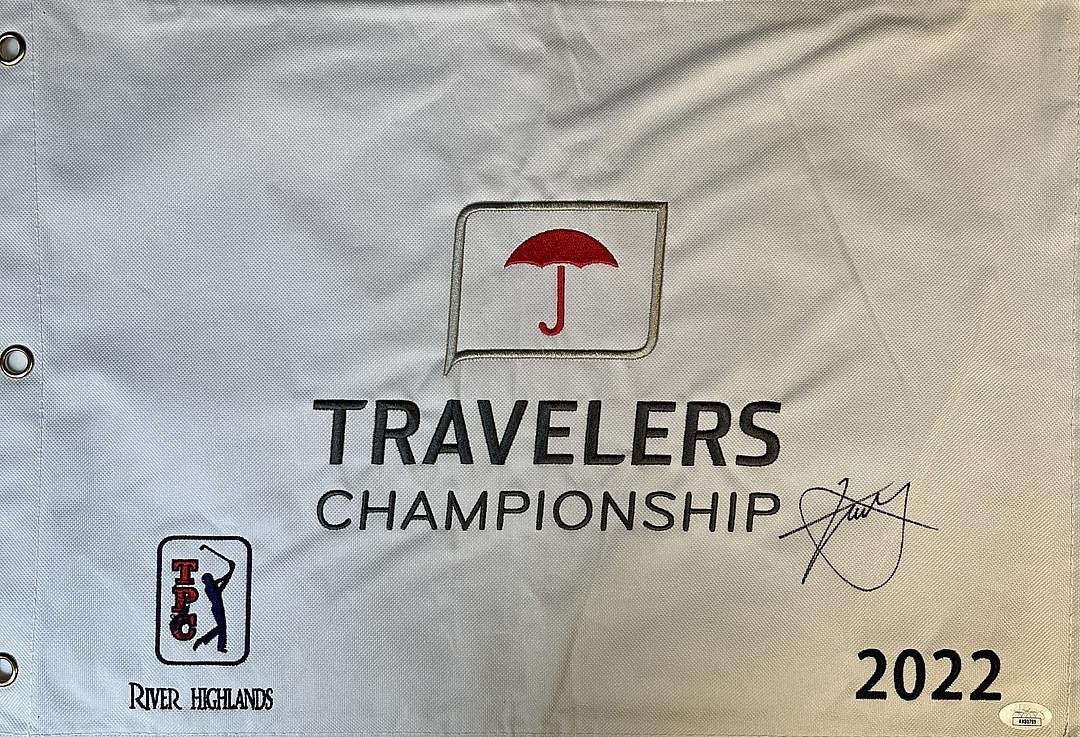 TRAVELERS
CHAMPIONSHIP
TPC
RIVER HIGHLANDS
2022